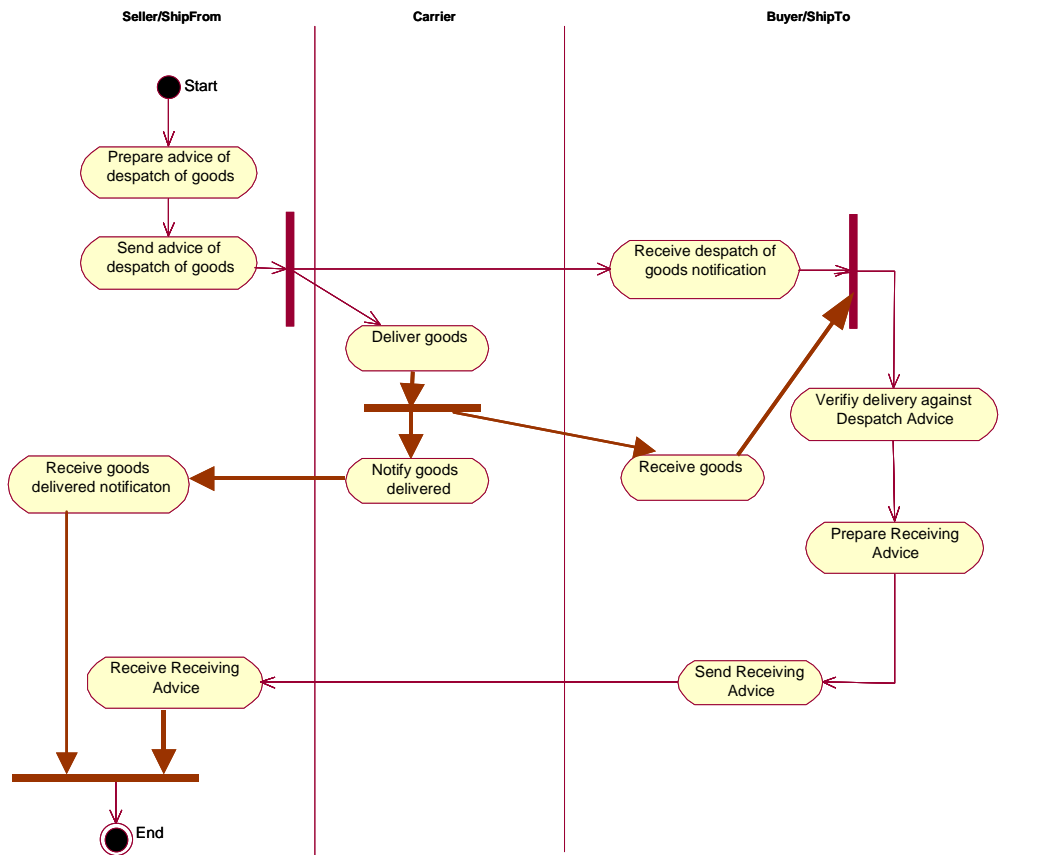 Seller/ShipFrom
Carrier
Buyer/ShipTo
Start
Prepare advice of
despatch of goods
Send advice of
despatch of goods
Receive despatch of
goods notification
Deliver goods
Verifiy delivery against
Despatch Advice
Receive goods
delivered notificaton
Notify goods
delivered
Receive goods
Prepare Receiving
Advice
Receive Receiving
Advice
Send Receiving
Advice
End